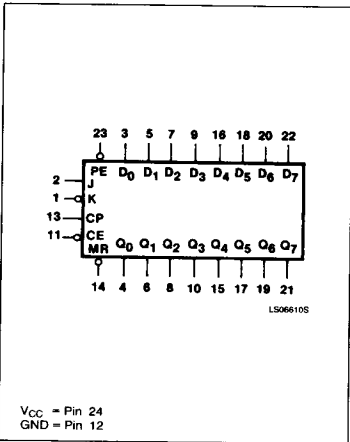 23 3 5 7 9 16 18 20 22
PE D0 D1 D2 D3 D4 D5 D6 D7
2 J
1 K
13 CP
11 CE
MR Q0 Q1 Q2 Q3 Q4 Q5 Q6 Q7
14 4 6 8 10 15 17 19 21
LS06610S
VCC = Pin 24
GND = Pin 12